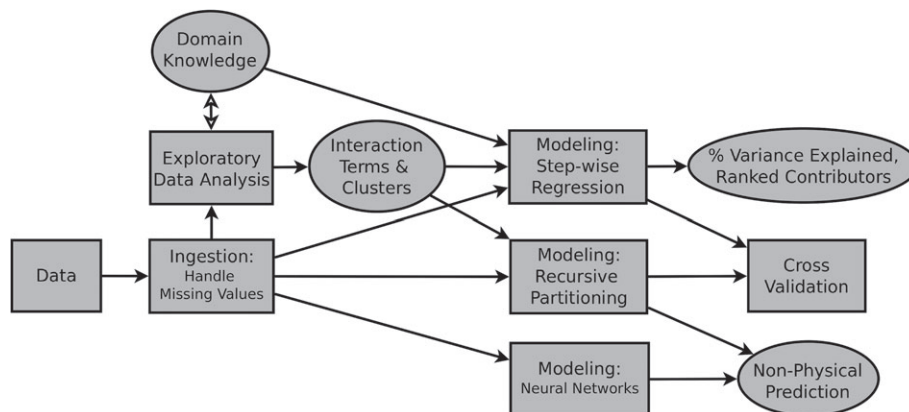 Domain
Knowledge
Exploratory
Data Analysis
Interaction
Terms &
Clusters
Modeling:
Step-wise
Regression
% Variance Explained,
Ranked Contributors
Data
Ingestion:
Handle
Missing Values
Modeling:
Recursive
Partitioning
Cross
Validation
Modeling:
Neural Networks
Non-Physical
Prediction